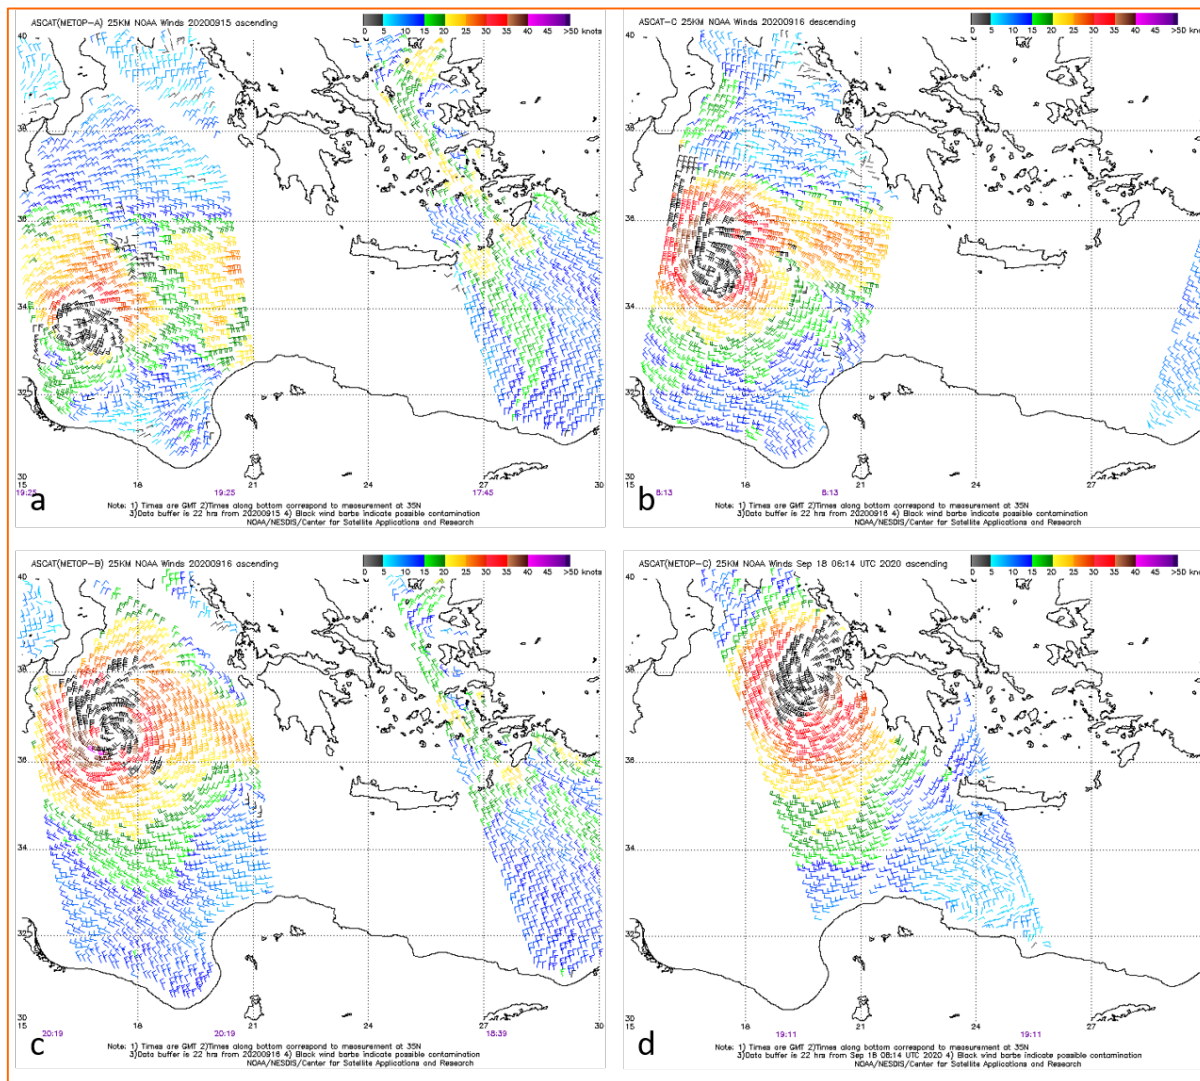 ASCAT(METOP-A) 25KM NOAA Winds 20200915 ascending
0 5 10 15 20 25 30 35 40 45 50 >50 knots
40
38
36
34
32
30
15 18 21 24 27 30
19:25 19:25 17:45
a
Note: 1) Times are GMT 2)Times along bottom correspond to measurement at 35N
3)Data buffer is 22 hrs from 20200915 4) Black wind barbs indicate possible contamination
NOAA/NESDIS/Center for Satellite Applications and Research
ASCAT-C 25KM NOAA Winds 20200916 descending
0 5 10 15 20 25 30 35 40 45 >50 knots
40
38
36
34
32
30
15 18 21 24 27 30
8:13 8:13
b
Note: 1) Times are GMT 2)Times along bottom correspond to measurement at 35N
3)Data buffer is 22 hrs from 20200916 4) Black wind barbs indicate possible contamination
NOAA/NESDIS/Center for Satellite Applications and Research
ASCAT(METOP-B) 25KM NOAA Winds 20200916 ascending
0 5 10 15 20 25 30 35 40 45 >50 knots
40
38
36
34
32
30
15 18 21 24 27 30
20:19 20:19 18:39
c
Note: 1) Times are GMT 2)Times along bottom correspond to measurement at 35N
3)Data buffer is 22 hrs from 20200916 4) Black wind barbs indicate possible contamination
NOAA/NESDIS/Center for Satellite Applications and Research
ASCAT(METOP-C) 25KM NOAA Winds Sep 18 06:14 UTC 2020 ascending
0 5 10 15 20 25 30 35 40 45 >50 knots
40
38
36
34
32
30
15 18 21 24 27 30
19:11 19:11
d
Note: 1) Times are GMT 2)Times along bottom correspond to measurement at 35N
3)Data buffer is 22 hrs from Sep 18 06:14 UTC 2020 4) Black wind barbs indicate possible contamination
NOAA/NESDIS/Center for Satellite Applications and Research